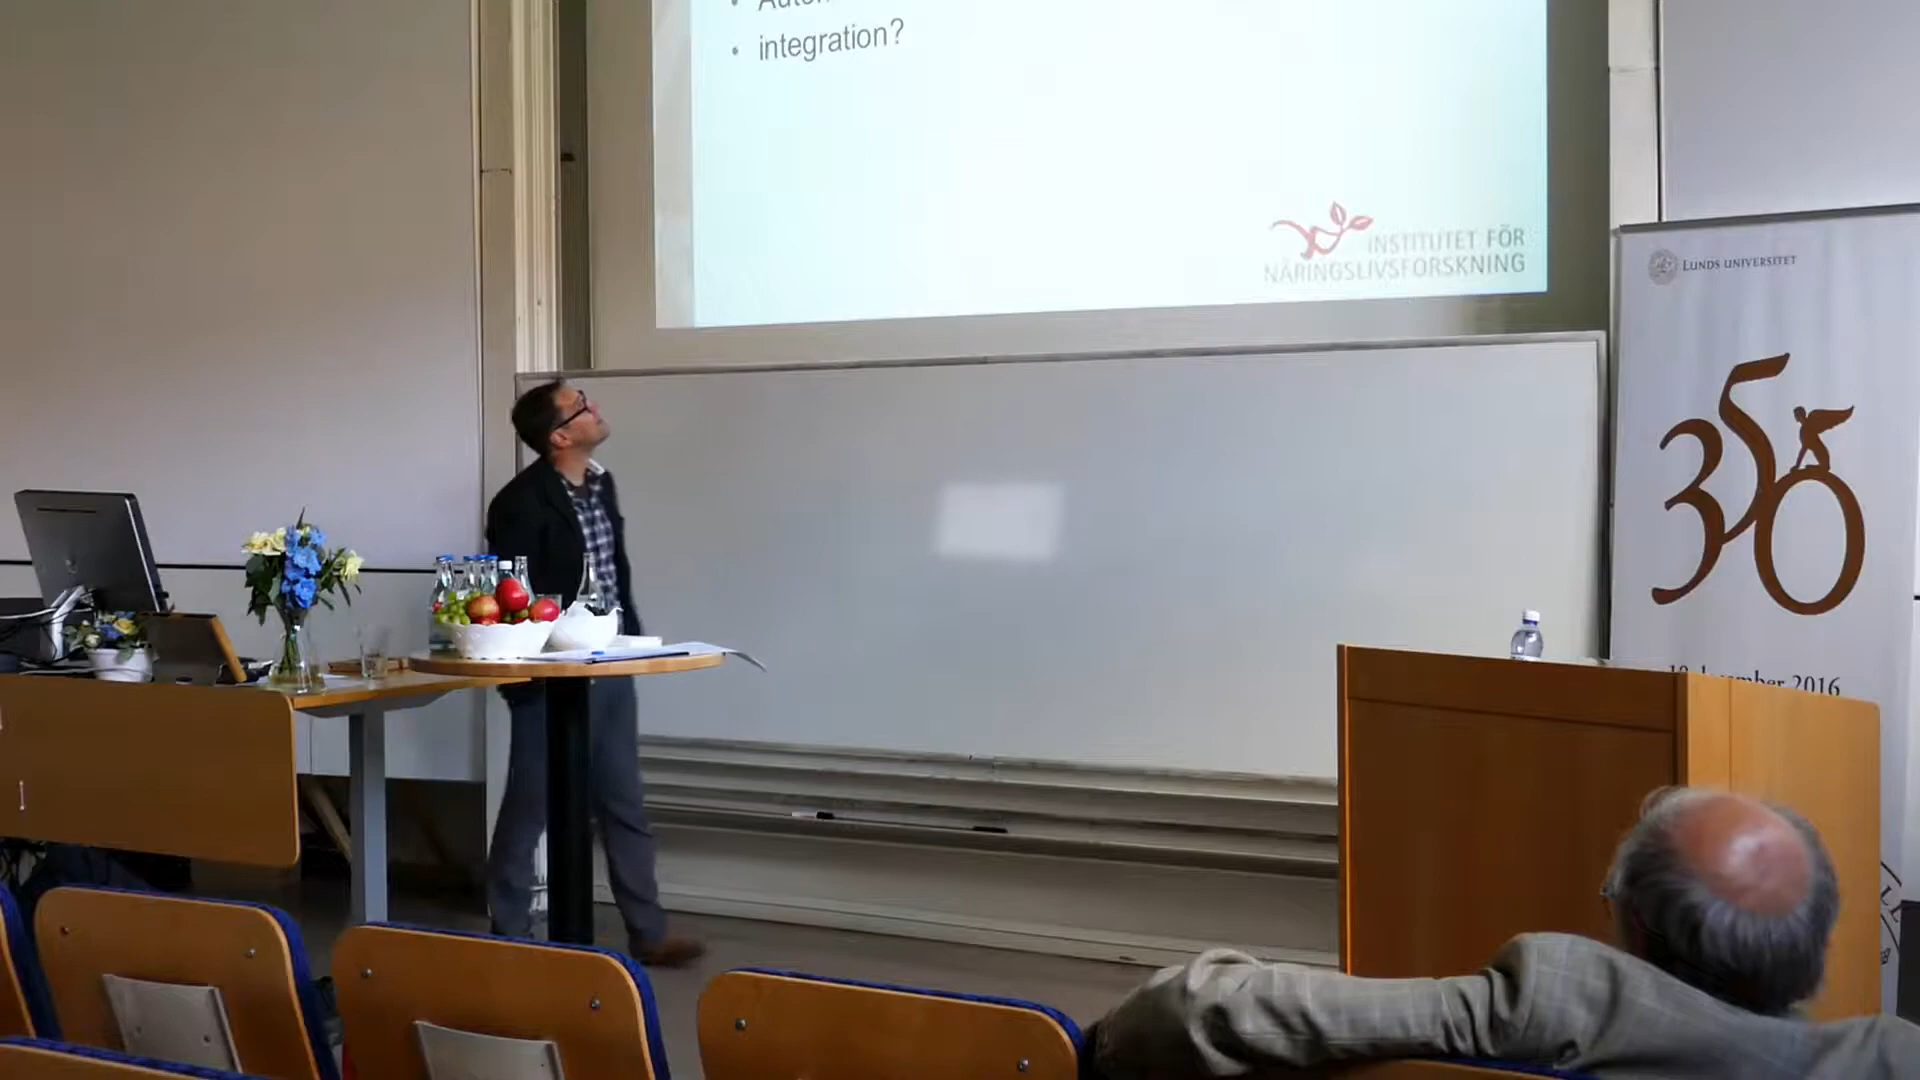 integration?
INSTITUTET FÖR
NÄRINGSLIVSFORSKNING
LUNDS UNIVERSITET
350
2016